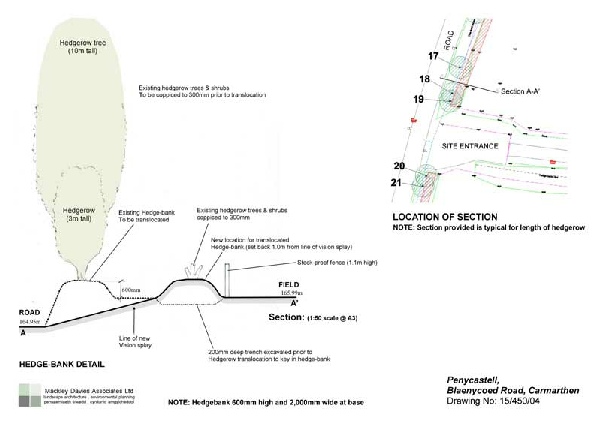 Hedgerow tree
(10m tall)
Existing hedgerow trees & shrubs
To be coppiced to 300mm prior to translocation
Hedgerow
(3m tall)
Existing Hedge-bank
To be translocated
Existing hedgerow trees & shrubs
coppiced to 300mm
New location for translocated
Hedge-bank (set back 1.0m from line of vision splay)
Stock proof fence (1.1m high)
600mm
FIELD
165.99m
A'
ROAD
A
Section: (1:50 scale @ A3)
Line of new
Vision splay
200mm deep trench excavated prior to
Hedgerow translocation to key in hedge-bank
HEDGE-BANK DETAIL
Mackley Davies Associates Ltd
landscape architecture . environmental planning
NOTE: Hedgebank 600mm high and 2,000mm wide at base
ROAD
17
18
Section A-A'
19
SITE ENTRANCE
20
21
LOCATION OF SECTION
NOTE: Section provided is typical for length of hedgerow
Penycastell,
Blaenycoed Road, Carmarthen
Drawing No: 15/450/04